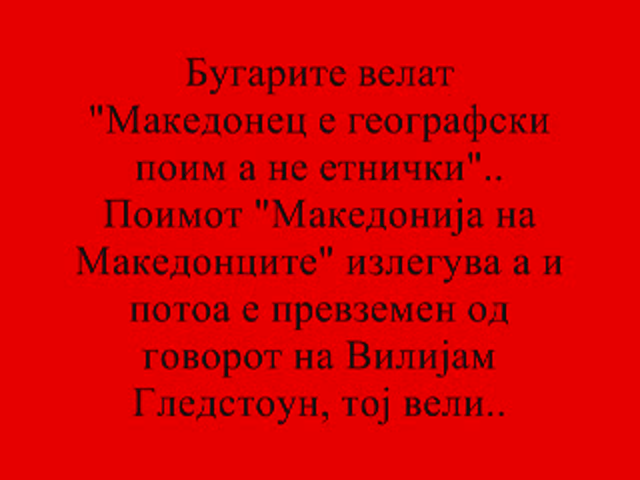 Бугарите велат
"Македонец е географски
поим а не етнички"..
Поимот "Македонија на
Македонците" излегува а и
потоа е превземен од
говорот на Вилијам
Гледстоун, тој вели..